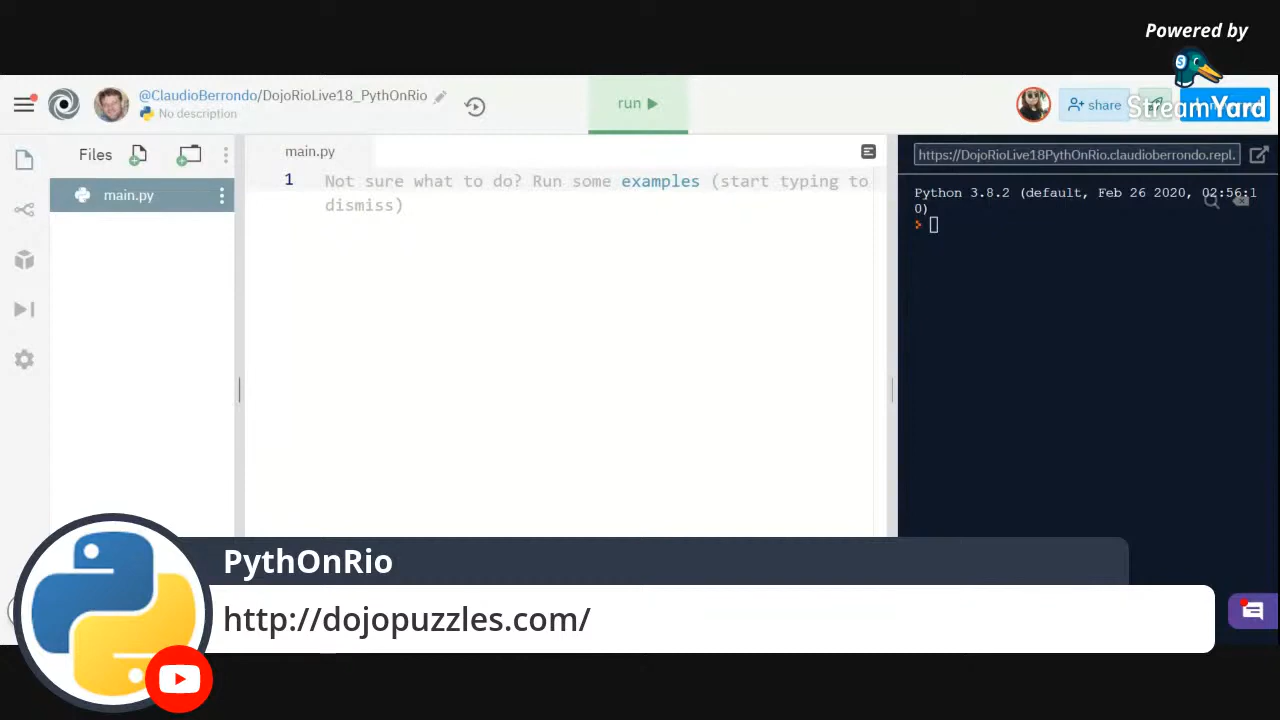 Powered by
StreamYard
@ClaudioBerrondo/DojoRioLive18_PythOnRio
No description
run
share
Files
main.py
main.py
1
Not sure what to do? Run some examples (start typing to
dismiss)
https://DojoRioLive18PythOnRio.claudioberrondo.repl.
Python 3.8.2 (default, Feb 26 2020, 02:56:1
0)
PythOnRio
http://dojopuzzles.com/